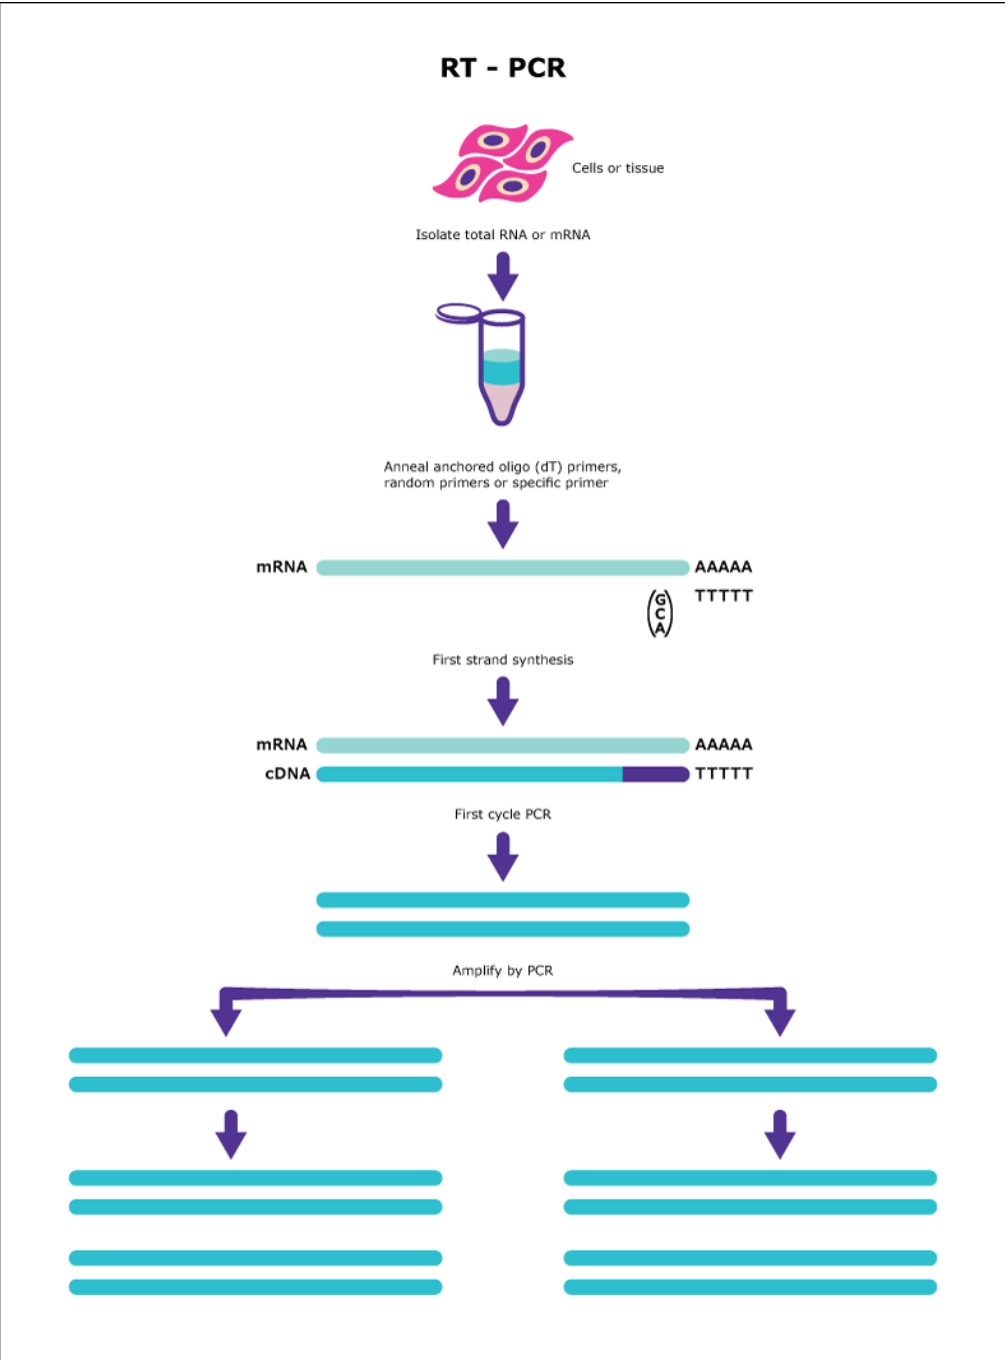 RT - PCR
Cells or tissue
Isolate total RNA or mRNA
Anneal anchored oligo (dT) primers,
random primers or specific primer
mRNA AAAAA
TTTTT
(G
C
A)
First strand synthesis
mRNA AAAAA
cDNA TTTTT
First cycle PCR
Amplify by PCR